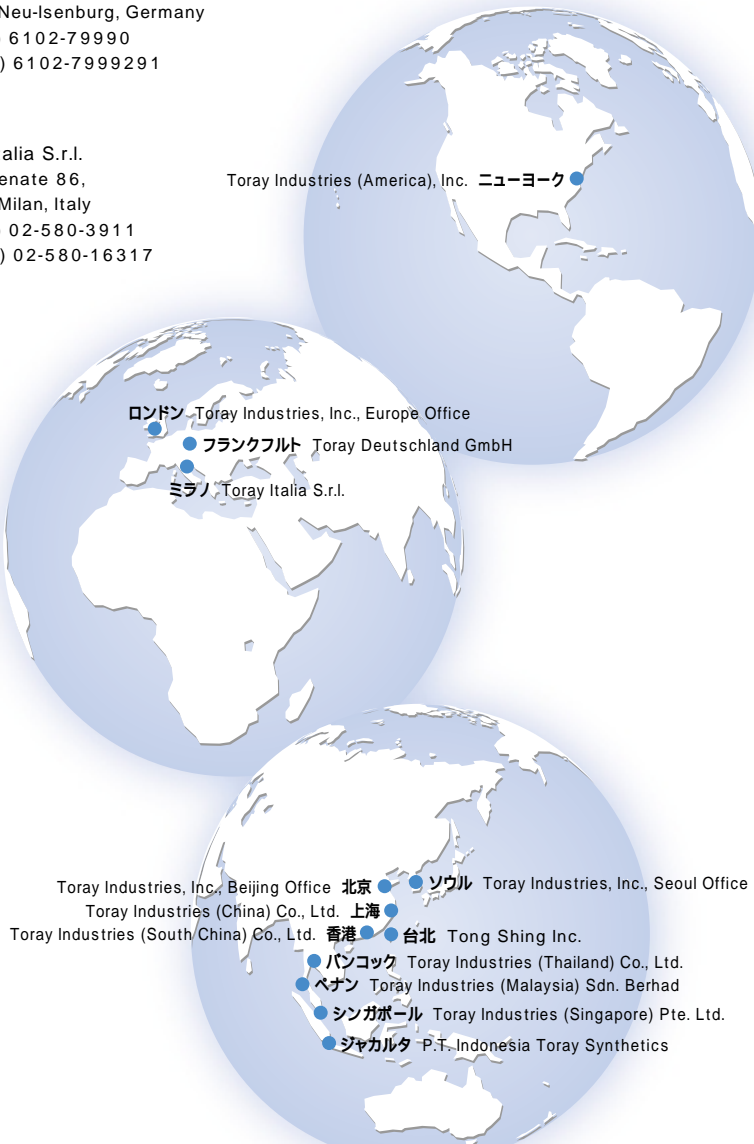 Neu-Isenburg, Germany
) 6102-79990
) 6102-7999291
alia S.r.l.
enate 86,
Milan, Italy
) 02-580-3911
) 02-580-16317
Toray Industries (America), Inc. ニューヨーク
ロンドン Toray Industries, Inc., Europe Office
フランクフルト Toray Deutschland GmbH
ミラノ Toray Italia S.r.l.
Toray Industries, Inc., Beijing Office 北京
ソウル Toray Industries, Inc., Seoul Office
Toray Industries (China) Co., Ltd. 上海
Toray Industries (South China) Co., Ltd. 香港
台北 Tong Shing Inc.
バンコック Toray Industries (Thailand) Co., Ltd.
ペナン Toray Industries (Malaysia) Sdn. Berhad
シンガポール Toray Industries (Singapore) Pte. Ltd.
ジャカルタ P.T. Indonesia Toray Synthetics